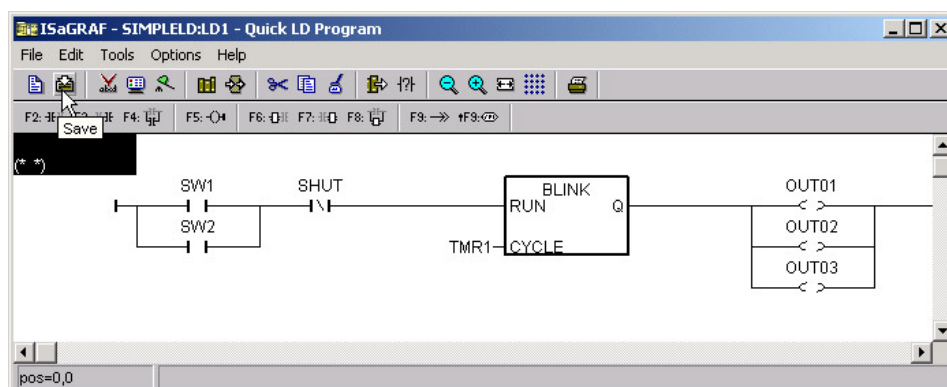 ISaGRAF - SIMPLELD:LD1 - Quick LD Program
File Edit Tools Options Help
F2: F4: F5: F6: F7: F8: F9: F9:
Save
(* *)
SW1 SHUT BLINK OUT01
RUN Q
SW2 OUT02
TMR1 CYCLE
OUT03
pos=0,0